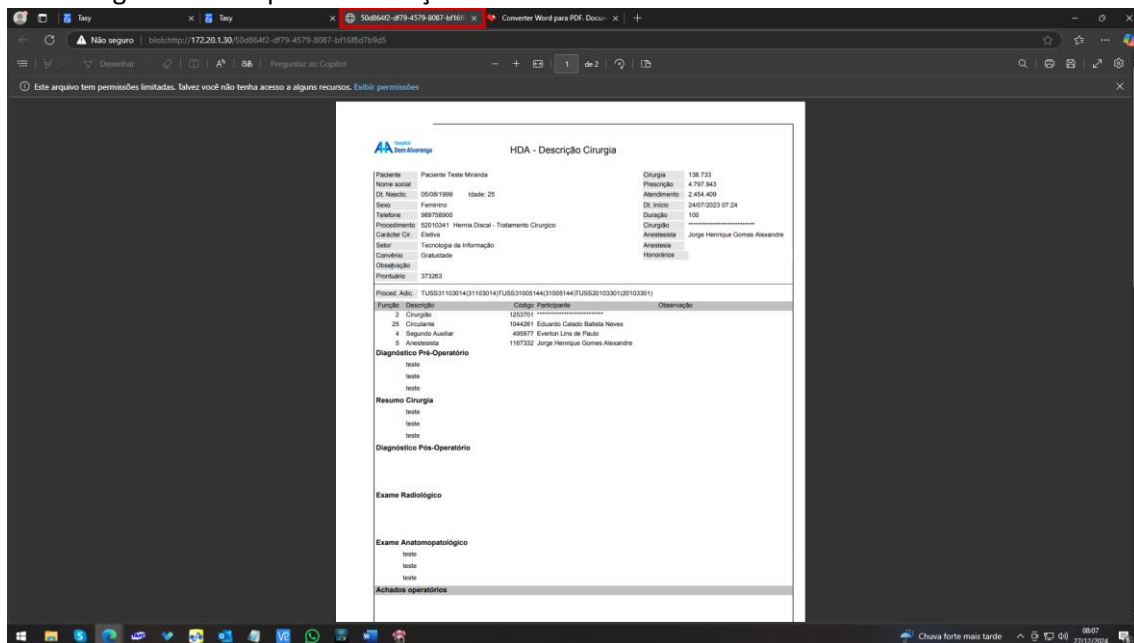 Tasy
Tasy
50d864f2-df79-4579-8087-bf16f8
Converter Word para PDF. Docum
Não seguro
blob:http://172.20.1.30/50d864f2-df79-4579-8087-bf16f8d7b9d5
Desenhar
Perguntar ao Copilot
1 de 2
Este arquivo tem permissões limitadas. Talvez você não tenha acesso a alguns recursos. Exibir permissões
Hospital
Dom Alvarenga
HDA - Descrição Cirurgia
Paciente Paciente Teste Miranda Cirurgia 138.733
Nome social Prescrição 4.797.943
Dt. Nascto. 05/08/1999 Idade: 25 Atendimento 2.454.409
Sexo Feminino Dt. Início 24/07/2023 07:24
Telefone 989758900 Duração 100
Procedimento 52010341 Hernia Discal - Tratamento Cirurgico Cirurgião ***************************
Carácter Cir. Eletiva Anestesista Jorge Henrique Gomes Alexandre
Setor Tecnologia da Informação Anestesia
Convênio Gratuidade Honorários
Observação
Prontuário 373263
Proced. Adic. TUSS31103014(31103014)TUSS31005144(31005144)TUSS20103301(20103301)
Função Descrição Código Participante Observação
2 Cirurgião 1253701 ***************************
25 Circulante 1044261 Eduardo Calado Batista Neves
4 Segundo Auxiliar 495977 Everton Lins de Paulo
5 Anestesista 1167332 Jorge Henrique Gomes Alexandre
Diagnóstico Pré-Operatório
teste
teste
teste
Resumo Cirurgia
teste
teste
teste
Diagnóstico Pós-Operatório
Exame Radiológico
Exame Anatomopatológico
teste
teste
teste
Achados operatórios
Chuva forte mais tarde
08:07
27/12/2024